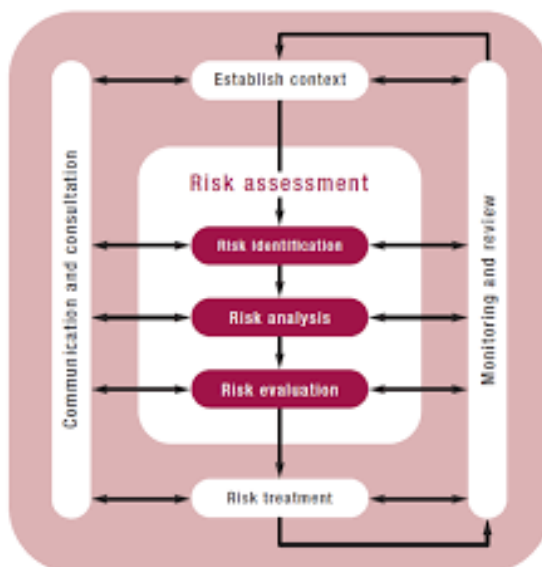 Establish context
Risk assessment
Risk identification
Risk analysis
Risk evaluation
Risk treatment
Communication and consultation
Monitoring and review